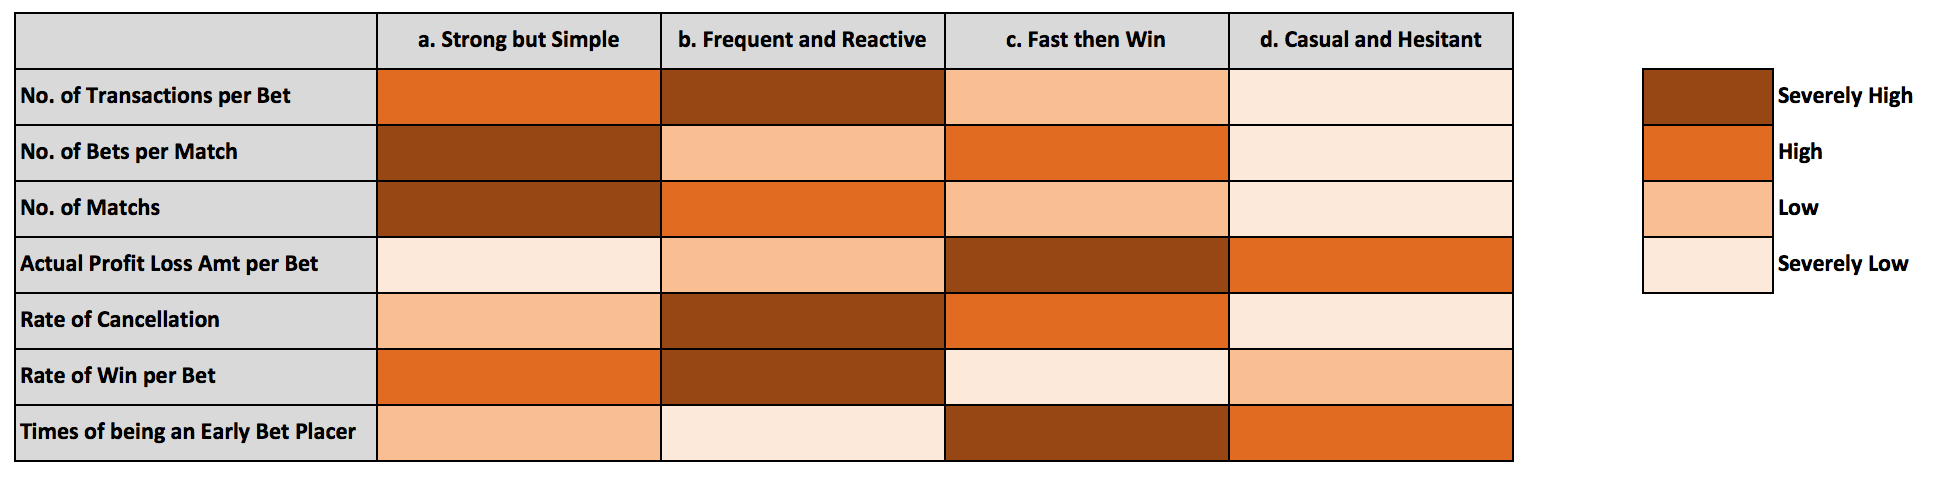 a. Strong but Simple b. Frequent and Reactive c. Fast then Win d. Casual and Hesitant
No. of Transactions per Bet
No. of Bets per Match
No. of Matchs
Actual Profit Loss Amt per Bet
Rate of Cancellation
Rate of Win per Bet
Times of being an Early Bet Placer
Severely High
High
Low
Severely Low